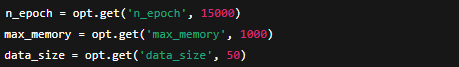 n_epoch = opt.get('n_epoch', 15000)
max_memory = opt.get('max_memory', 1000)
data_size = opt.get('data_size', 50)